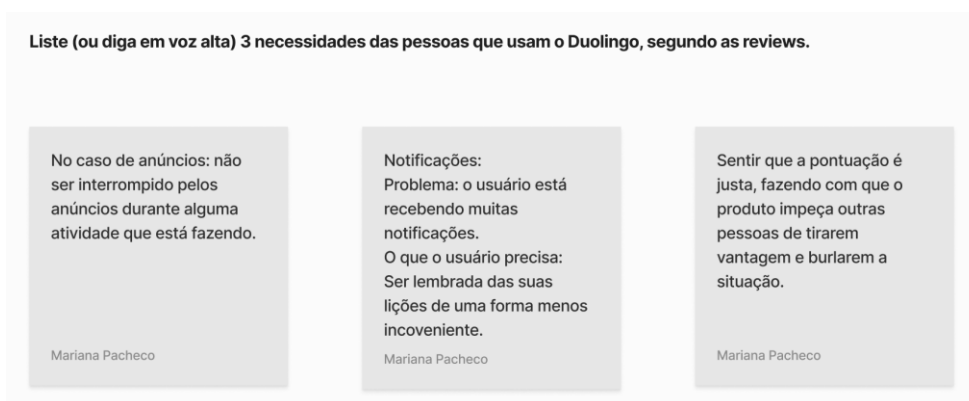 Liste (ou diga em voz alta) 3 necessidades das pessoas que usam o Duolingo, segundo as reviews.
No caso de anúncios: não
ser interrompido pelos
anúncios durante alguma
atividade que está fazendo.
Mariana Pacheco
Notificações:
Problema: o usuário está
recebendo muitas
notificações.
O que o usuário precisa:
Ser lembrada das suas
lições de uma forma menos
incoveniente.
Mariana Pacheco
Sentir que a pontuação é
justa, fazendo com que o
produto impeça outras
pessoas de tirarem
vantagem e burlarem a
situação.
Mariana Pacheco